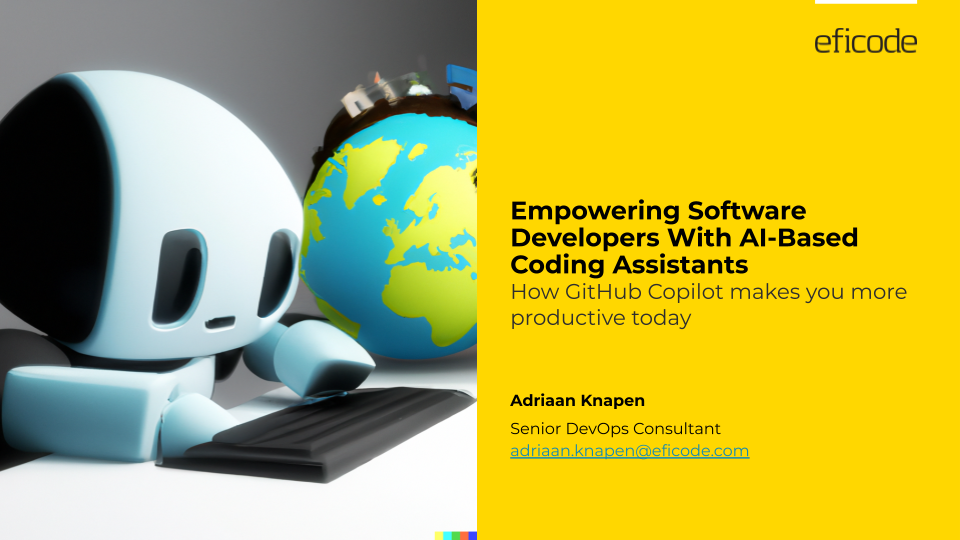 eficode
Empowering Software
Developers With AI-Based
Coding Assistants
How GitHub Copilot makes you more
productive today
Adriaan Knapen
Senior DevOps Consultant
adriaan.knapen@eficode.com